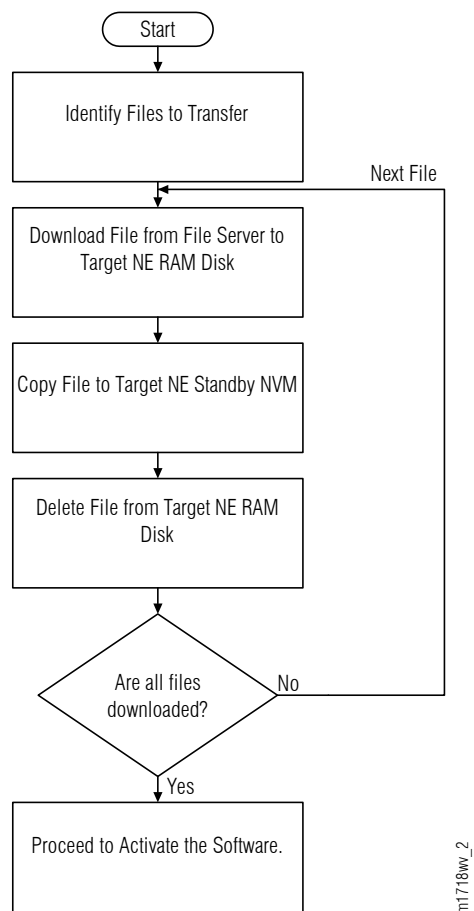 Start
Identify Files to Transfer
Next File
Download File from File Server to
Target NE RAM Disk
Copy File to Target NE Standby NVM
Delete File from Target NE RAM
Disk
Are all files
downloaded?
No
Yes
Proceed to Activate the Software.
m1718wv_2